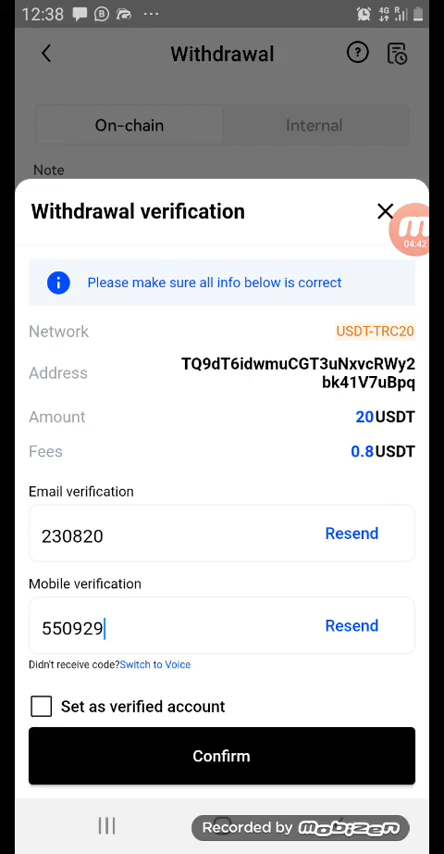 12:38
4G R
Withdrawal
On-chain
Internal
Note
Withdrawal verification
04:42
Please make sure all info below is correct
Network
USDT-TRC20
Address
TQ9dT6idwmuCGT3uNxvcRWy2
bk41V7uBpq
Amount
20USDT
Fees
0.8USDT
Email verification
230820
Resend
Mobile verification
550929
Resend
Didn't receive code?Switch to Voice
Set as verified account
Confirm
Recorded by mobizen